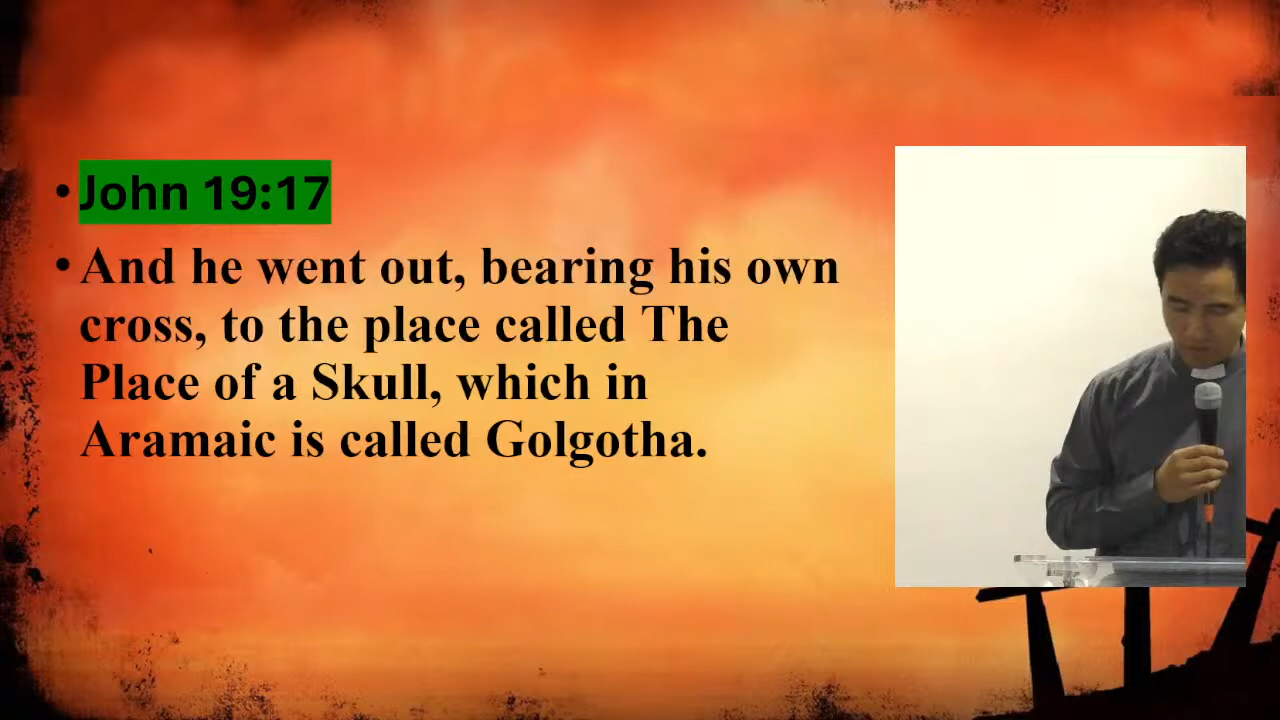 John 19:17
And he went out, bearing his own
cross, to the place called The
Place of a Skull, which in
Aramaic is called Golgotha.